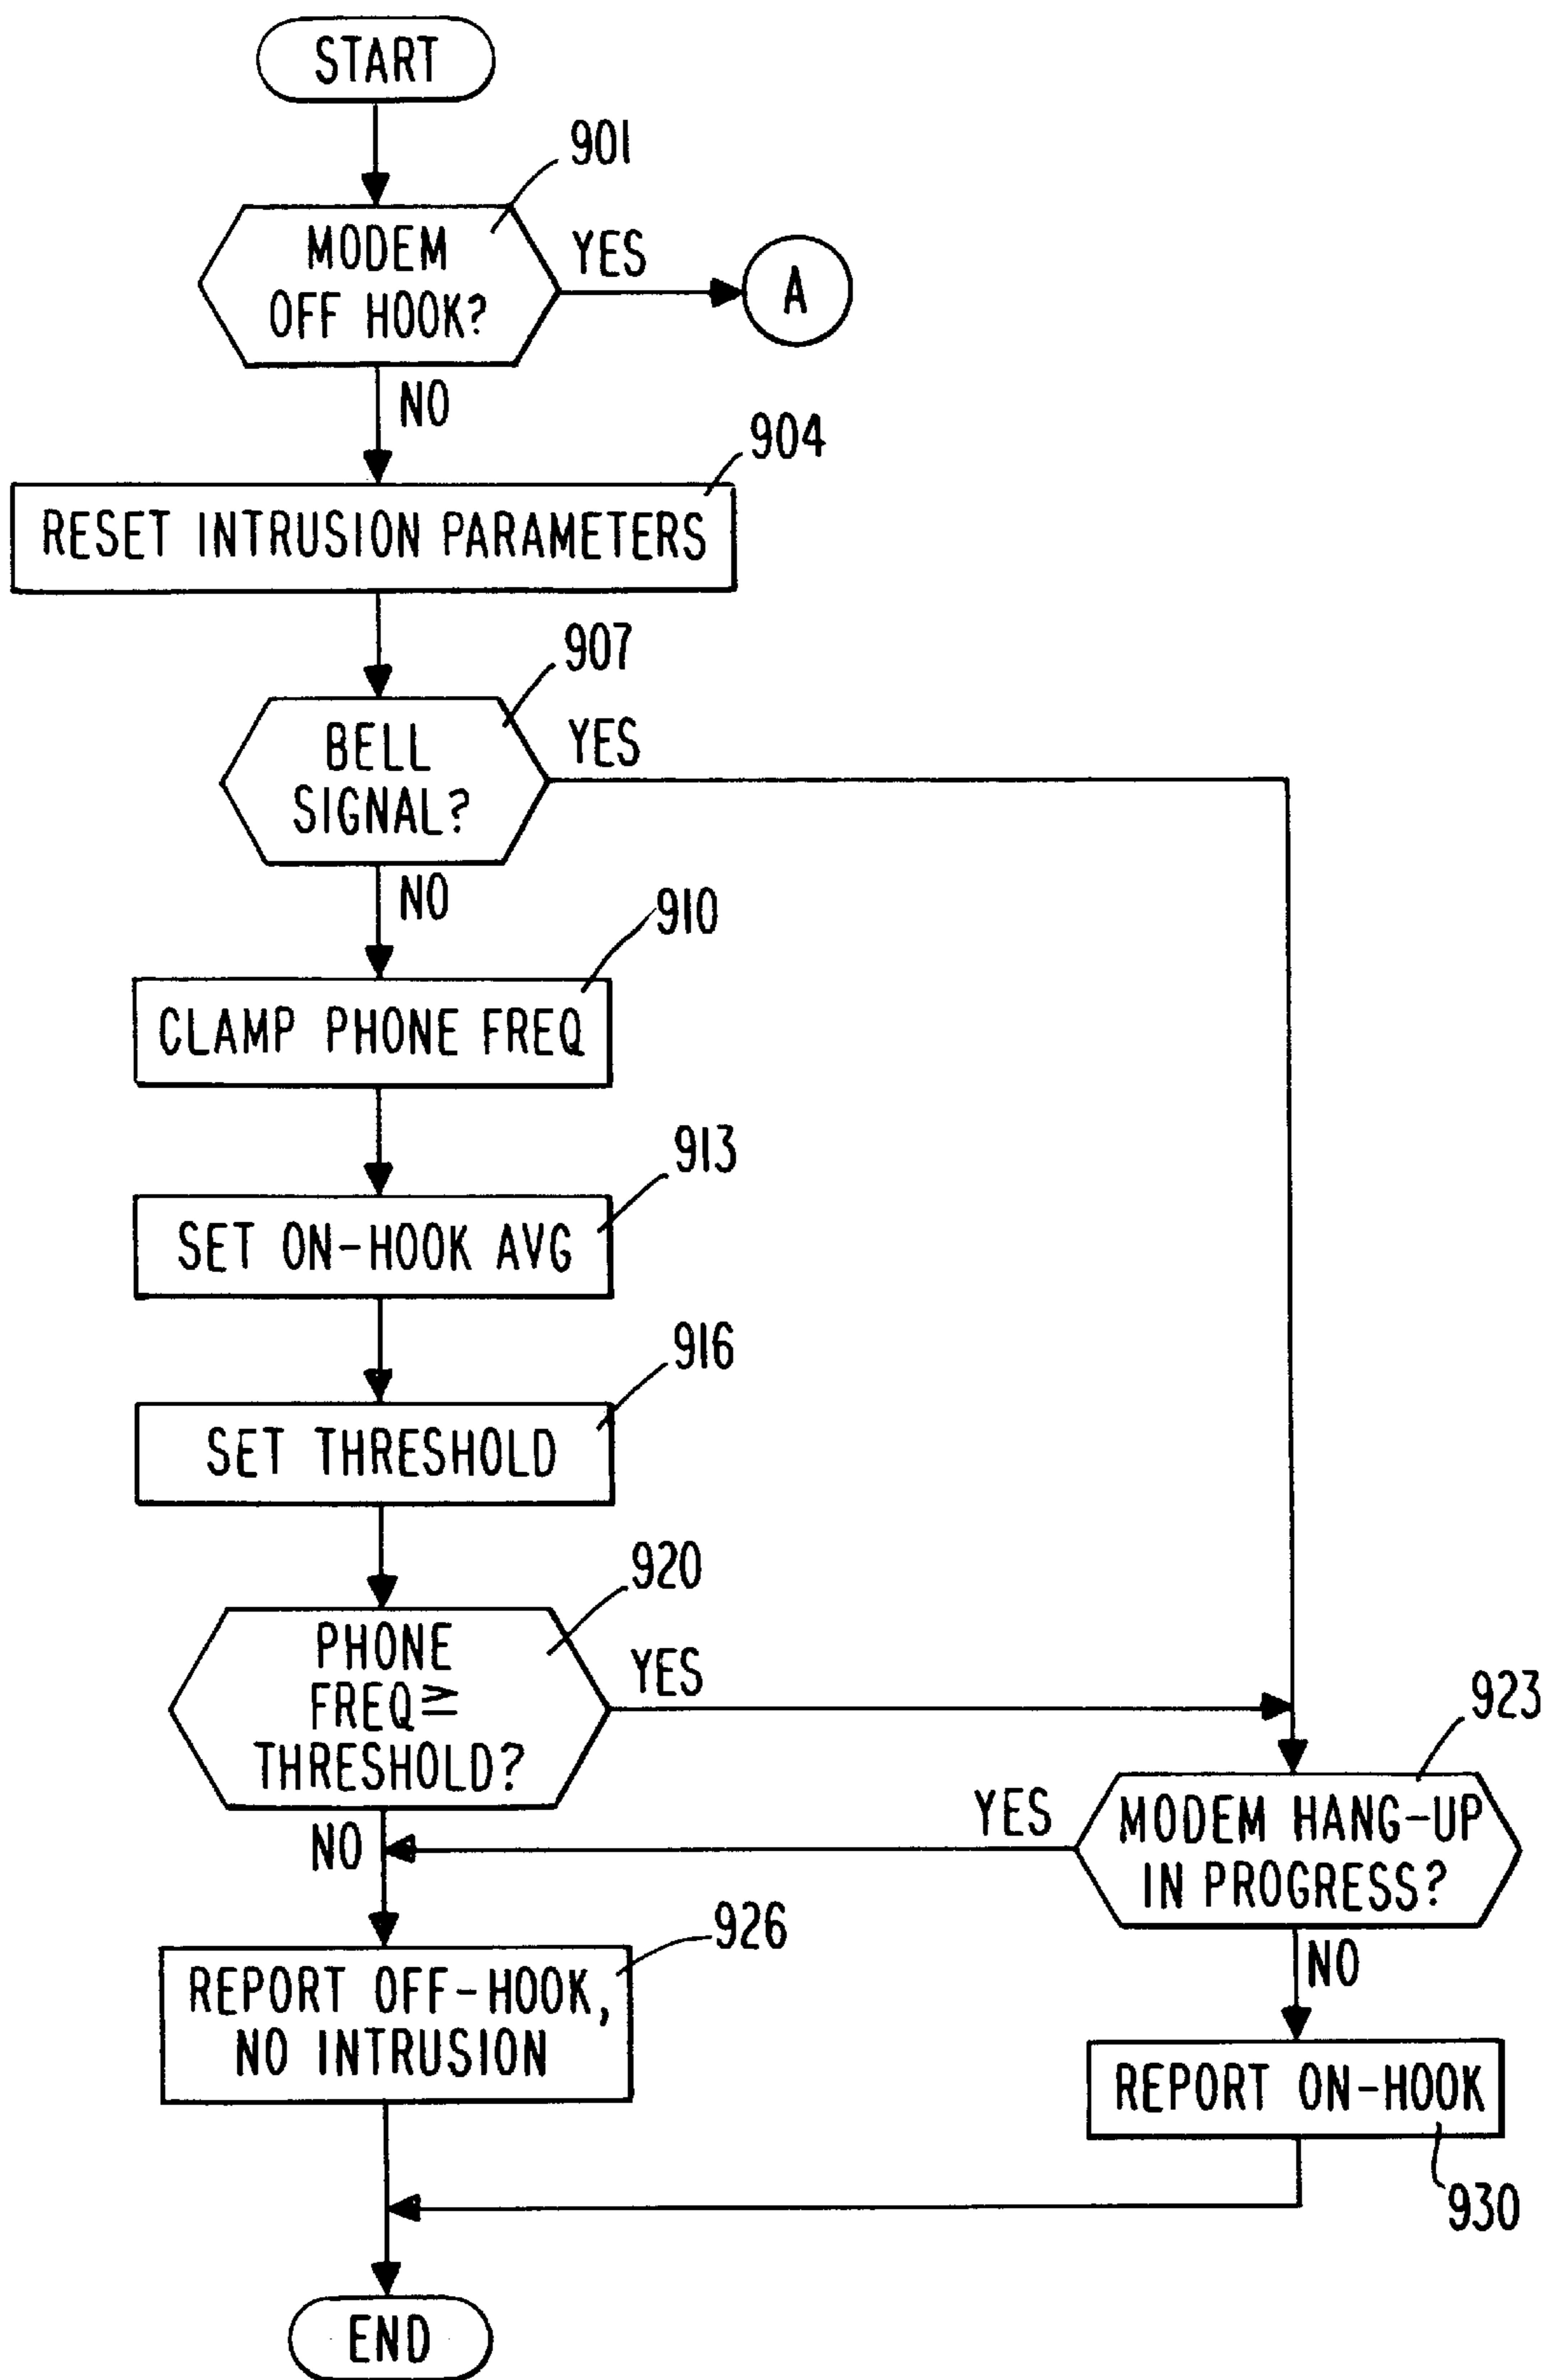 START
901
MODEM
OFF HOOK?
YES
A
NO
904
RESET INTRUSION PARAMETERS
907
BELL
SIGNAL?
YES
NO
910
CLAMP PHONE FREQ
913
SET ON-HOOK AVG
916
SET THRESHOLD
920
PHONE
FREQ≥
THRESHOLD?
YES
NO
923
MODEM HANG-UP
IN PROGRESS?
YES
NO
926
REPORT OFF-HOOK,
NO INTRUSION
REPORT ON-HOOK
930
END